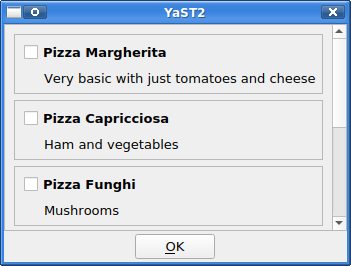 YaST2
Pizza Margherita
Very basic with just tomatoes and cheese
Pizza Capricciosa
Ham and vegetables
Pizza Funghi
Mushrooms
OK